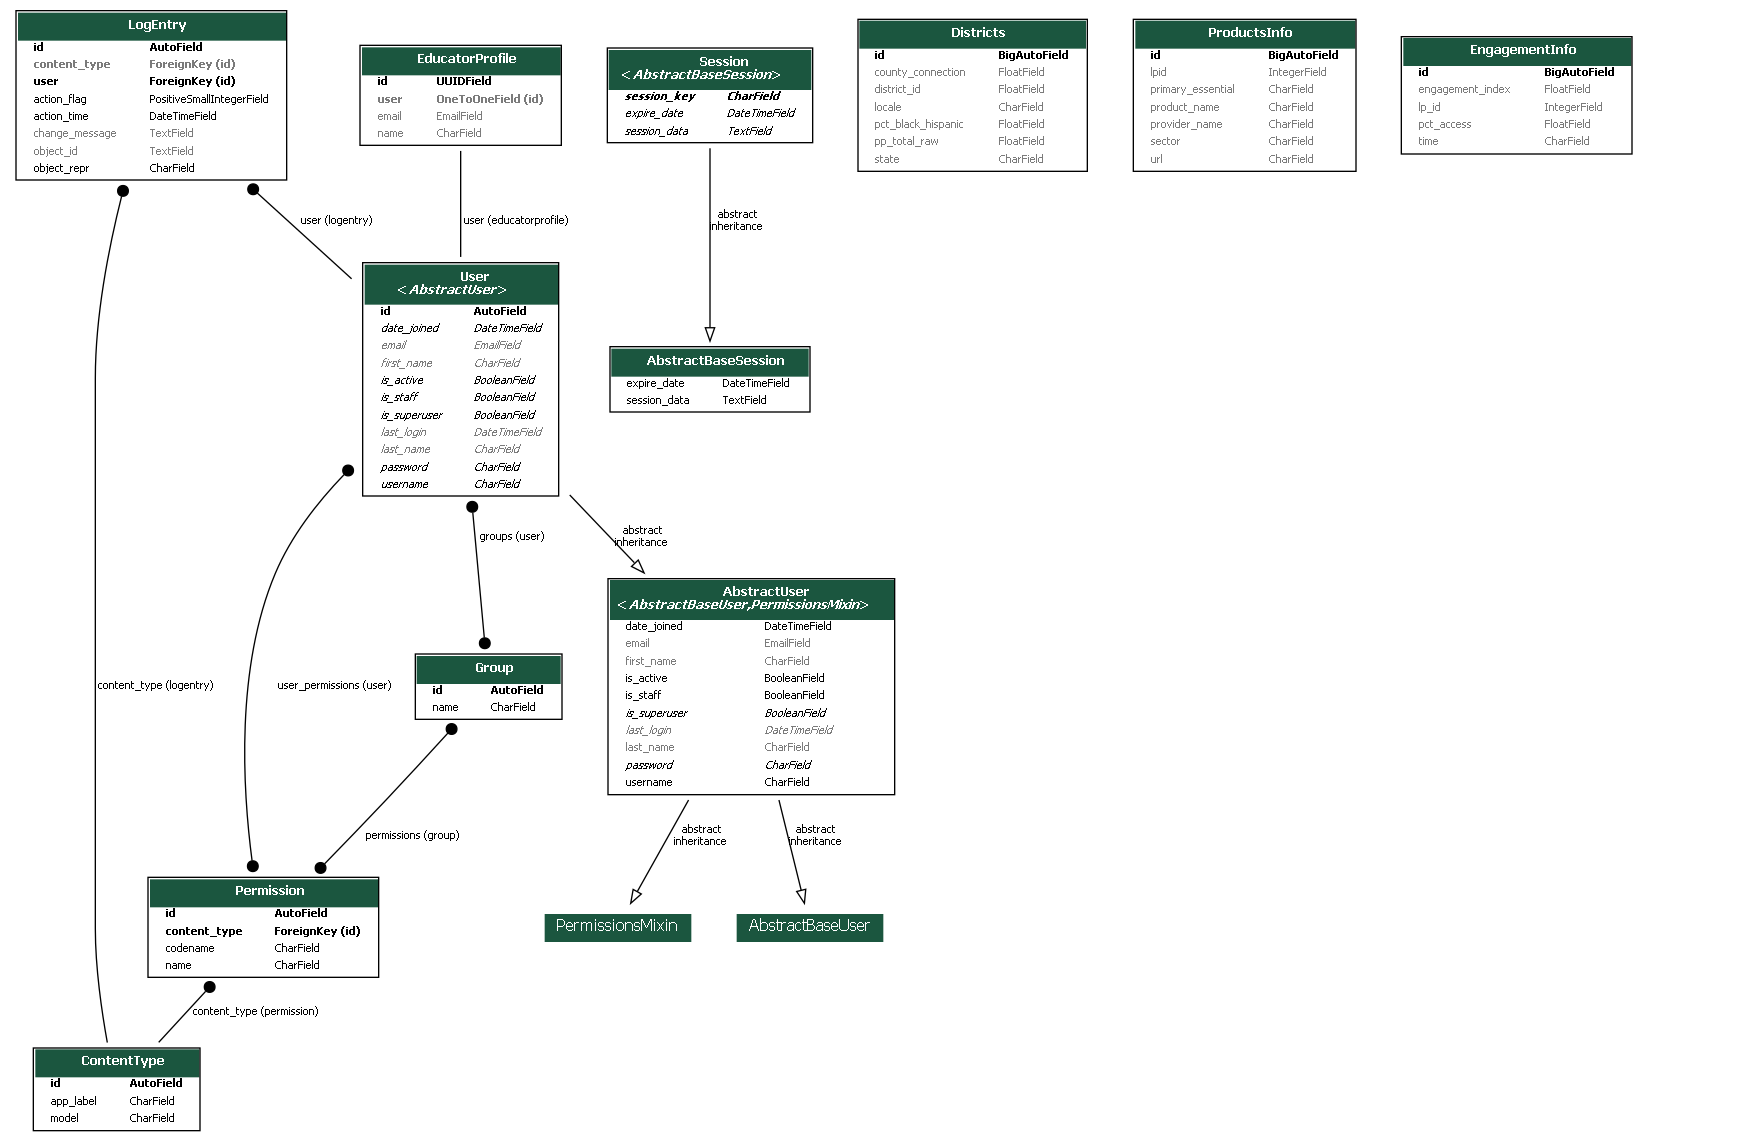 LogEntry
id AutoField
content_type ForeignKey (id)
user ForeignKey (id)
action_flag PositiveSmallIntegerField
action_time DateTimeField
change_message TextField
object_id TextField
object_repr CharField
EducatorProfile
id UUIDField
user OneToOneField (id)
email EmailField
name CharField
Session
<AbstractBaseSession>
session_key CharField
expire_date DateTimeField
session_data TextField
Districts
id BigAutoField
county_connection FloatField
district_id FloatField
locale CharField
pct_black_hispanic FloatField
pp_total_raw FloatField
state CharField
ProductsInfo
id BigAutoField
lpid IntegerField
primary_essential CharField
product_name CharField
provider_name CharField
sector CharField
url CharField
EngagementInfo
id BigAutoField
engagement_index FloatField
lp_id IntegerField
pct_access FloatField
time CharField
user (logentry)
user (educatorprofile)
abstract
inheritance
User
<AbstractUser>
id AutoField
date_joined DateTimeField
email EmailField
first_name CharField
is_active BooleanField
is_staff BooleanField
is_superuser BooleanField
last_login DateTimeField
last_name CharField
password CharField
username CharField
AbstractBaseSession
expire_date DateTimeField
session_data TextField
groups (user)
abstract
inheritance
AbstractUser
<AbstractBaseUser,PermissionsMixin>
date_joined DateTimeField
email EmailField
first_name CharField
is_active BooleanField
is_staff BooleanField
is_superuser BooleanField
last_login DateTimeField
last_name CharField
password CharField
username CharField
content_type (logentry)
user_permissions (user)
Group
id AutoField
name CharField
permissions (group)
abstract
inheritance
abstract
inheritance
Permission
id AutoField
content_type ForeignKey (id)
codename CharField
name CharField
PermissionsMixin
AbstractBaseUser
content_type (permission)
ContentType
id AutoField
app_label CharField
model CharField